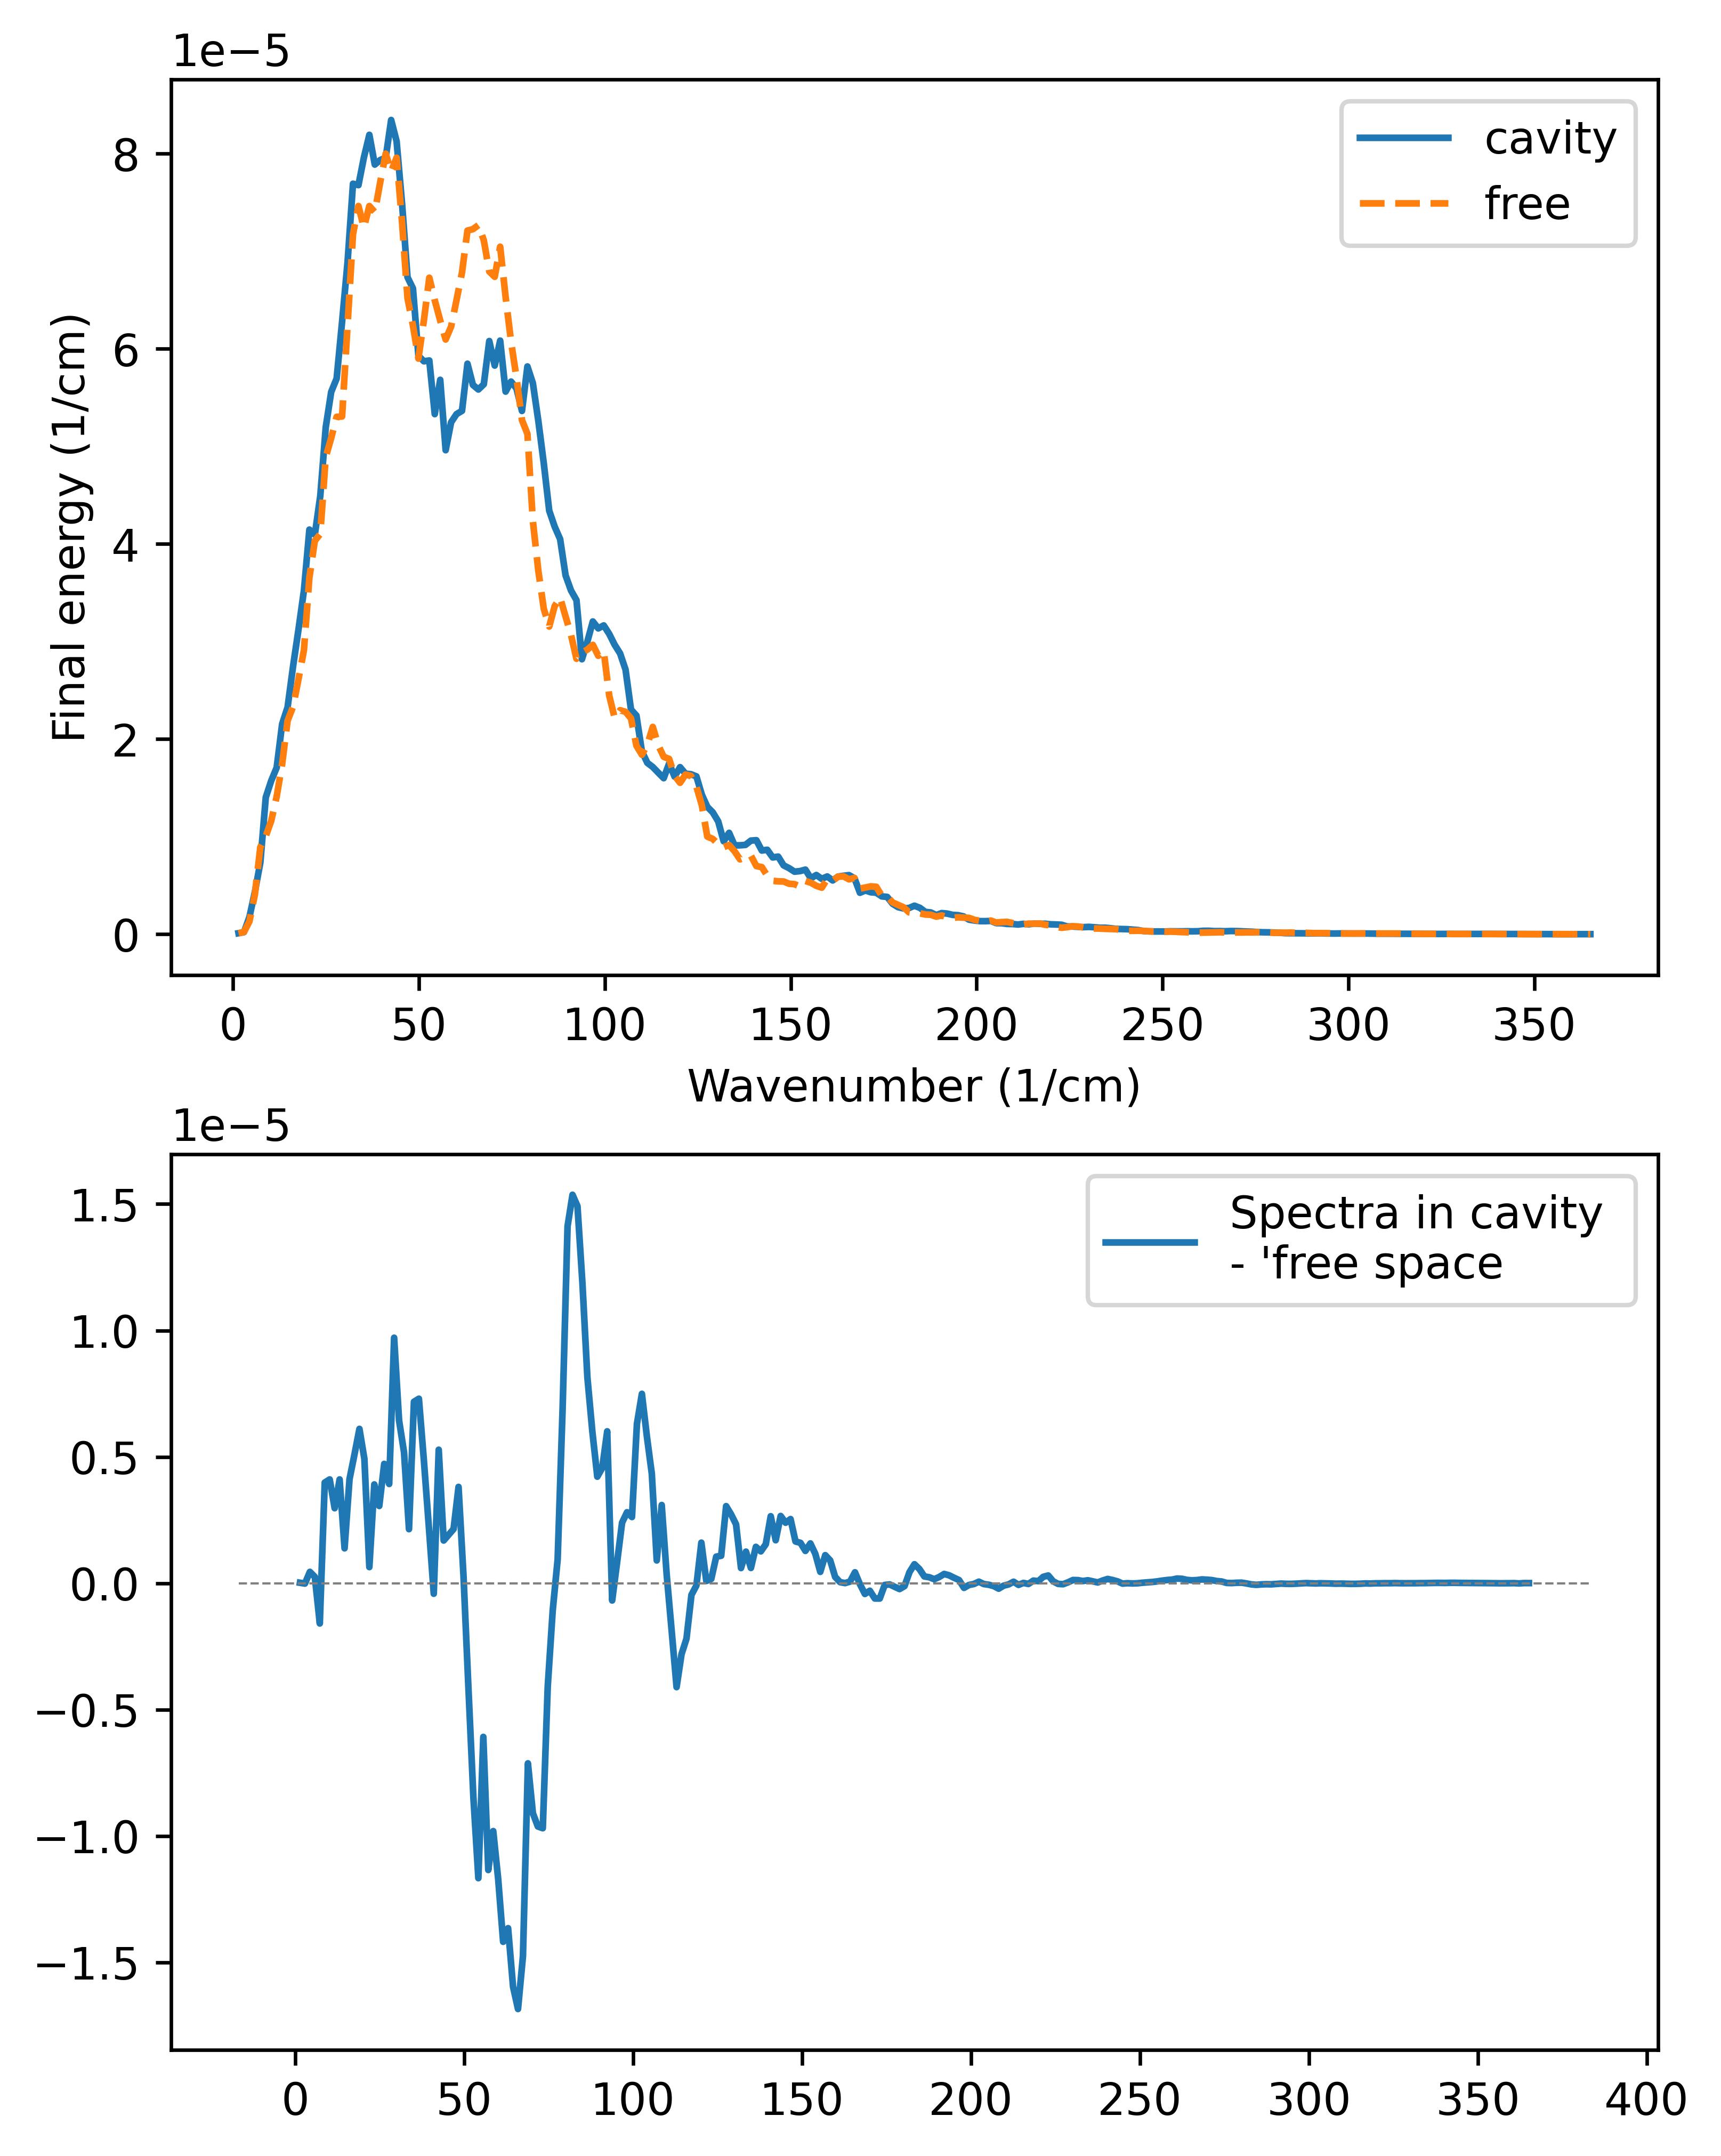 1e−5
8
6
4
2
0
Final energy (1/cm)
cavity
free
0 50 100 150 200 250 300 350
Wavenumber (1/cm)
1e−5
1.5
1.0
0.5
0.0
−0.5
−1.0
−1.5
Spectra in cavity
- 'free space
0 50 100 150 200 250 300 350 400